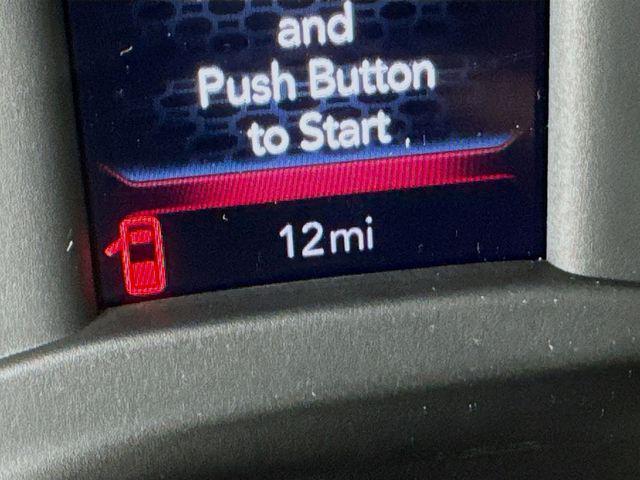 and
Push Button
to Start
12mi